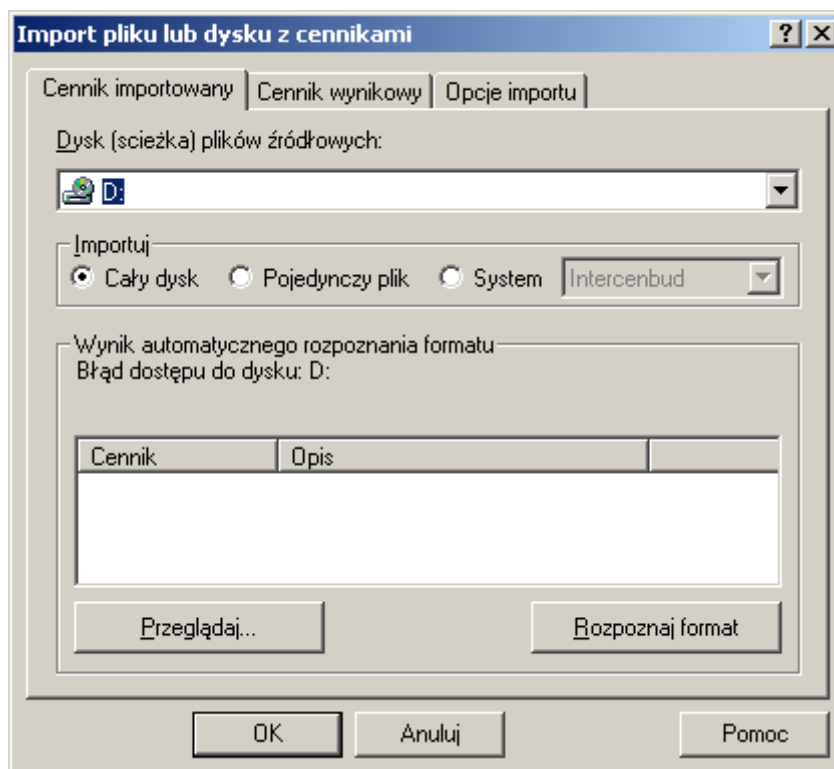 Import pliku lub dysku z cennikami
Cennik importowany Cennik wynikowy Opcje importu
Dysk (scieżka) plików źródłowych:
D:
Importuj
Cały dysk Pojedynczy plik System Intercenbud
Wynik automatycznego rozpoznania formatu
Błąd dostępu do dysku: D:
Cennik Opis
Przeglądaj... Rozpoznaj format
OK Anuluj Pomoc